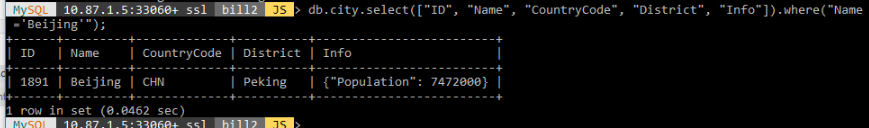 MySQL 10.87.1.5:33060+ ssl bill2 JS > db.city.select(["ID", "Name", "CountryCode", "District", "Info"]).where("Name
='Beijing'");
+------+---------+-------------+----------+-----------------------+
| ID | Name | CountryCode | District | Info |
+------+---------+-------------+----------+-----------------------+
| 1891 | Beijing | CHN | Peking | {"Population": 7472000} |
+------+---------+-------------+----------+-----------------------+
1 row in set (0.0462 sec)
MySQL 10.87.1.5:33060+ ssl bill2 JS >